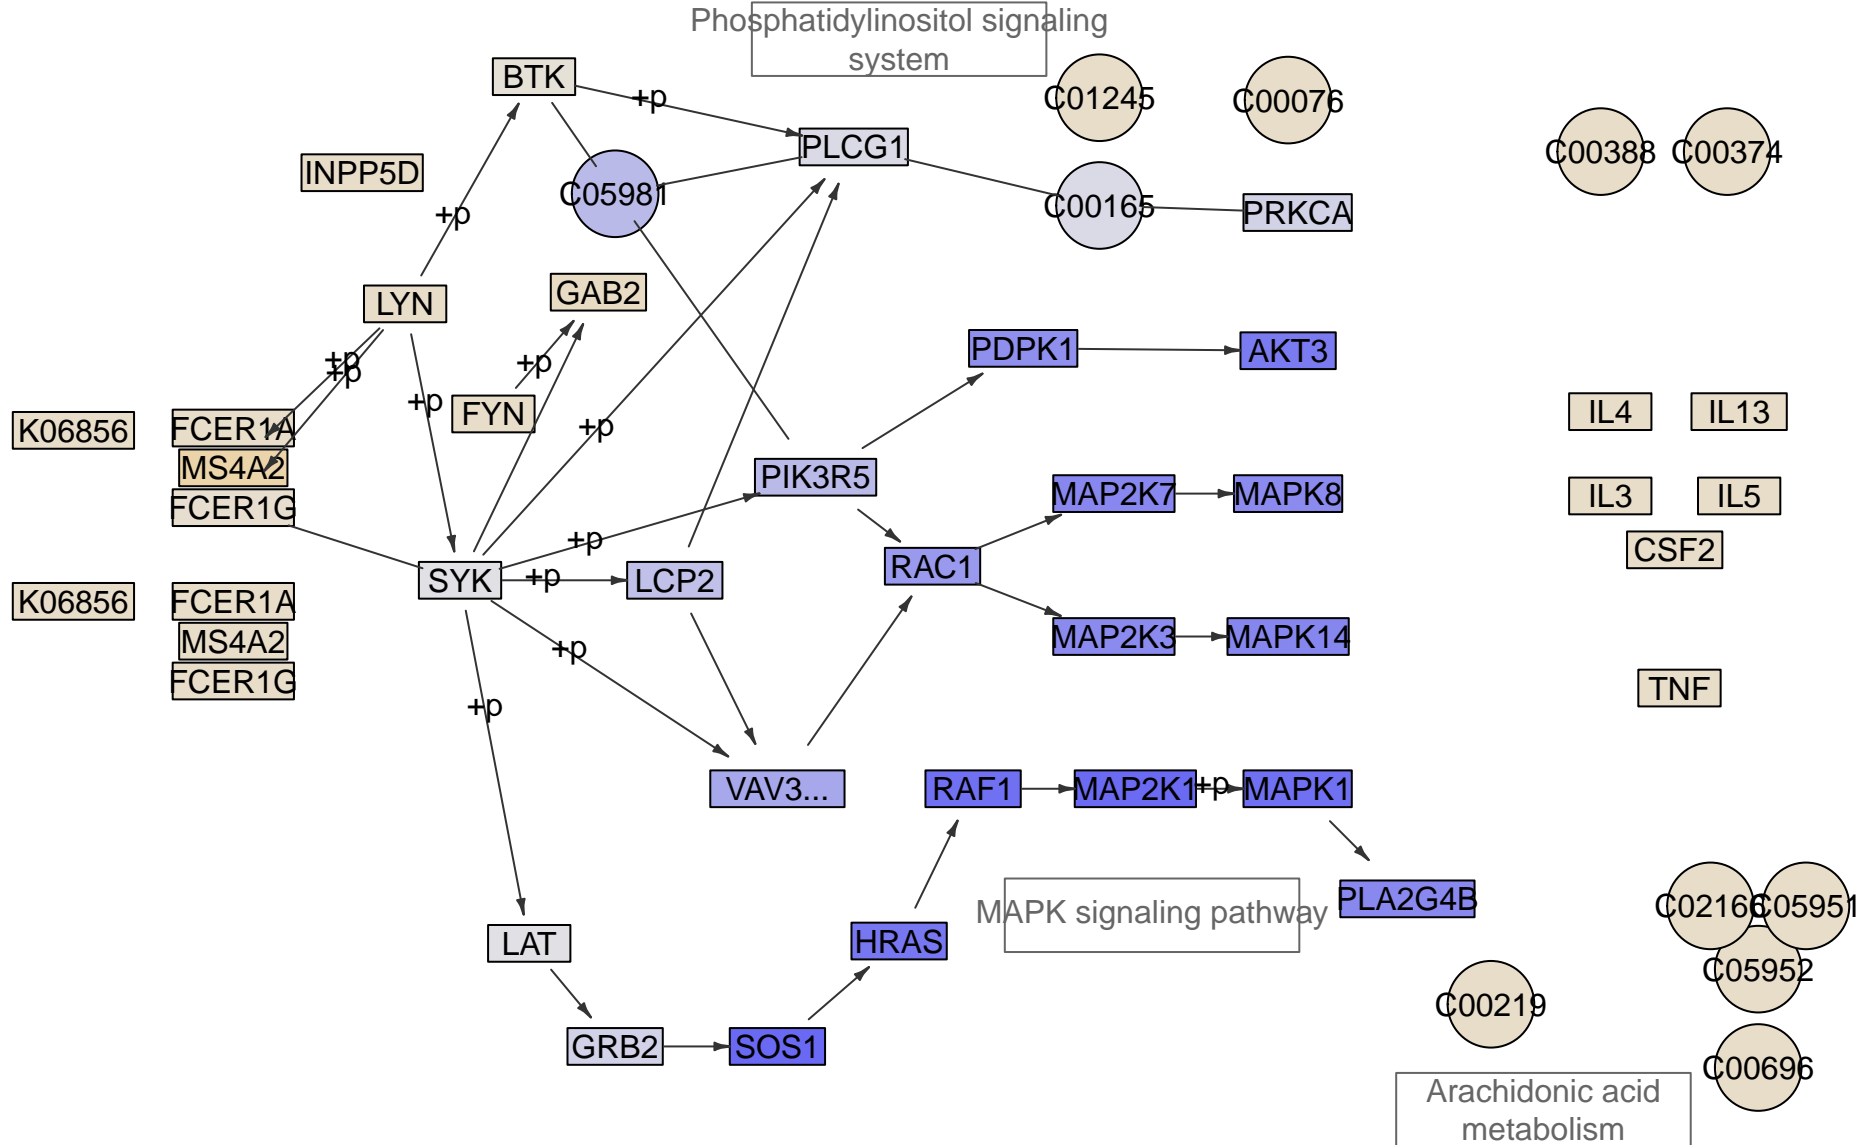 Phosphatidylinositol signaling
system
BTK
+p
C01245
C00076
PLCG1
C00388
C00374
INPP5D
C05981
C00165
PRKCA
+p
LYN
GAB2
PDPK1
AKT3
+p
+p
+p
+p
FYN
+p
K06856
FCER1A
IL4
IL13
MS4A2
PIK3R5
MAP2K7
MAPK8
IL3
IL5
FCER1G
+p
CSF2
SYK
+p
LCP2
RAC1
K06856
FCER1A
MS4A2
+p
MAP2K3
MAPK14
FCER1G
TNF
+p
VAV3...
RAF1
MAP2K1
+p
MAPK1
PLA2G4B
C02166
C05951
MAPK signaling pathway
LAT
HRAS
C05952
C00219
GRB2
SOS1
C00696
Arachidonic acid
metabolism